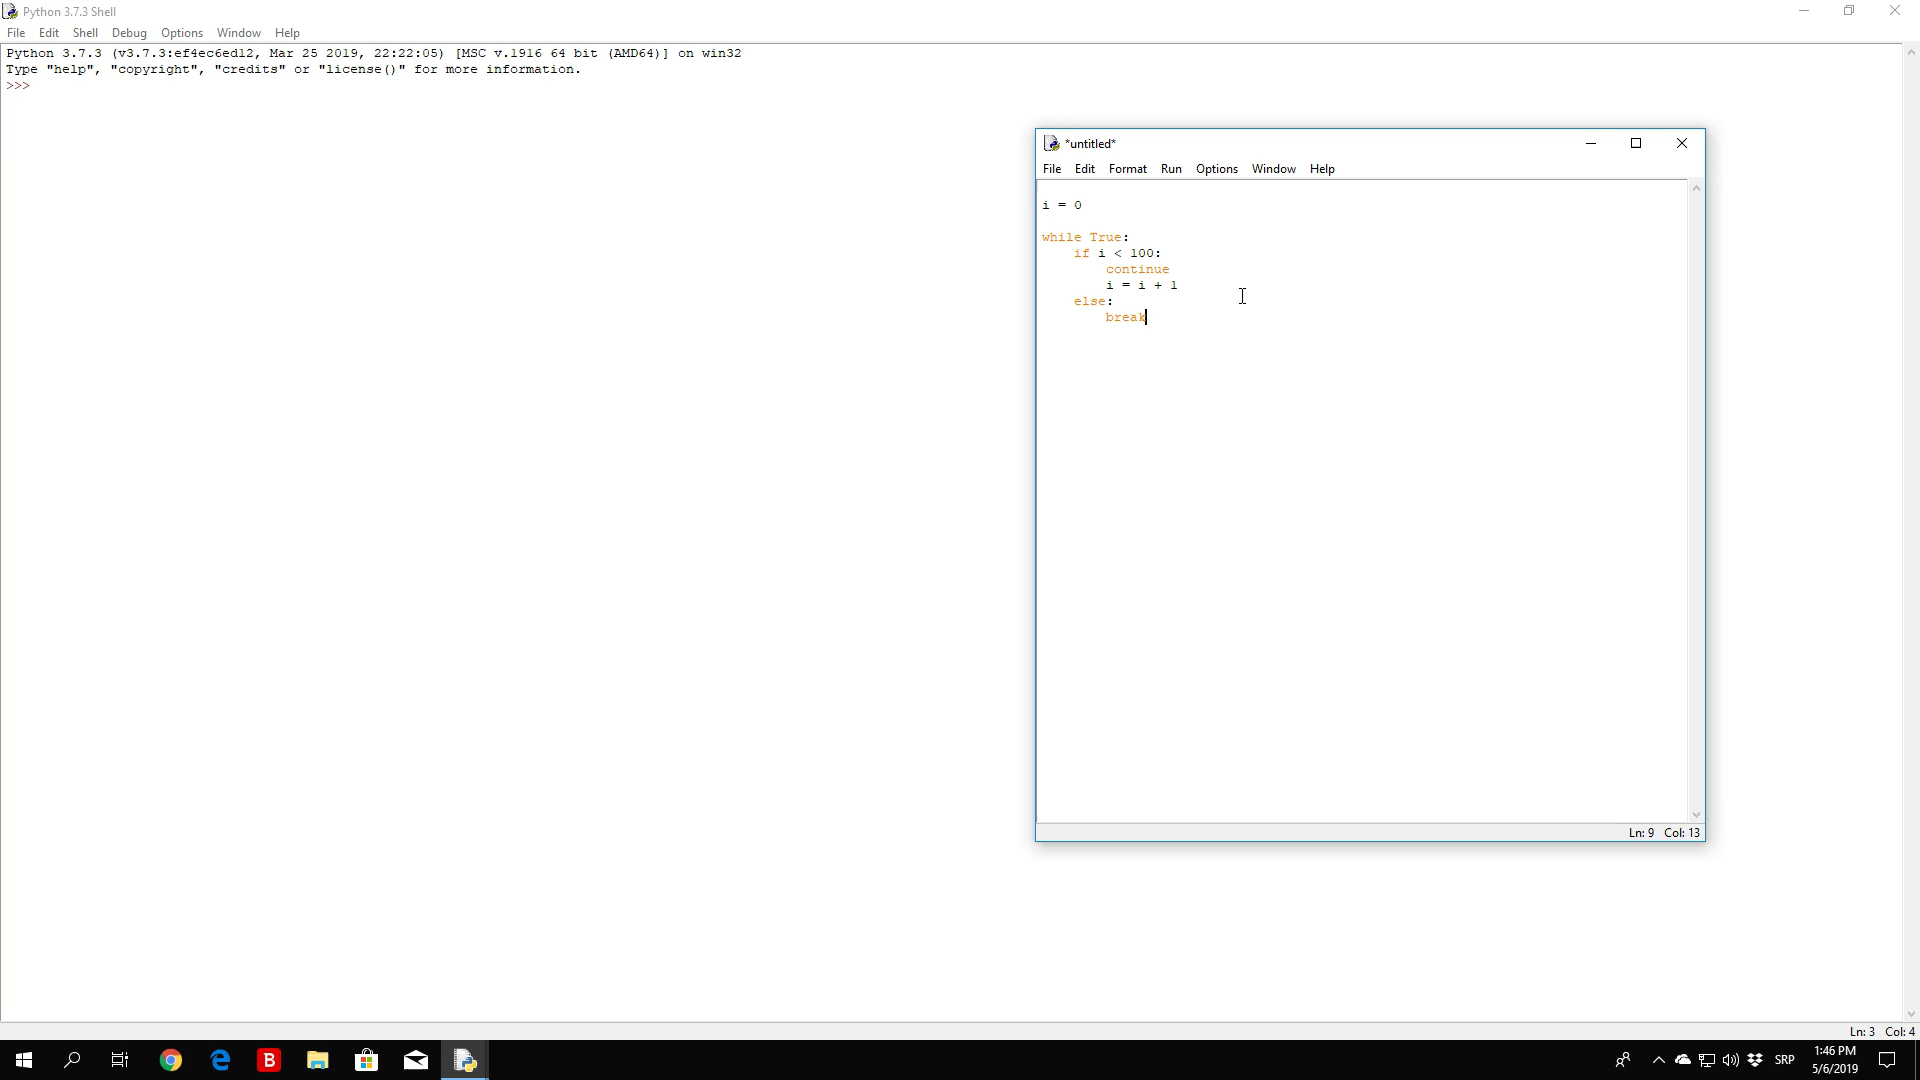 Python 3.7.3 Shell
File Edit Shell Debug Options Window Help
Python 3.7.3 (v3.7.3:ef4ec6ed12, Mar 25 2019, 22:22:05) [MSC v.1916 64 bit (AMD64)] on win32
Type "help", "copyright", "credits" or "license()" for more information.
>>>
*untitled*
File Edit Format Run Options Window Help
i = 0
while True:
    if i < 100:
        continue
        i = i + 1
    else:
        break
Ln: 9 Col: 13
Ln: 3 Col: 4
B
SRP
1:46 PM
5/6/2019